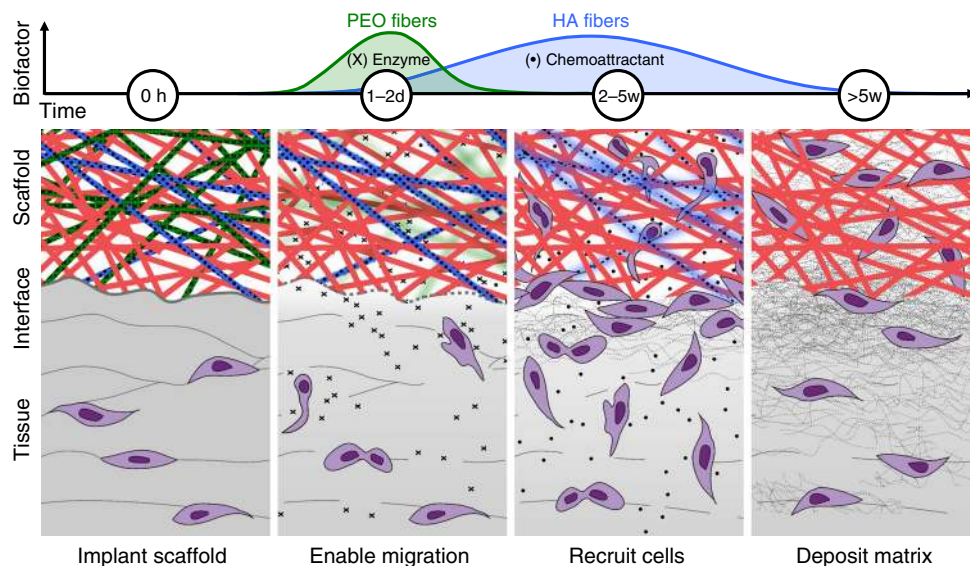 PEO fibers
HA fibers
Biofactor
(X) Enzyme
(•) Chemoattractant
Time
0 h
1–2d
2–5w
>5w
Scaffold
Interface
Tissue
Implant scaffold
Enable migration
Recruit cells
Deposit matrix